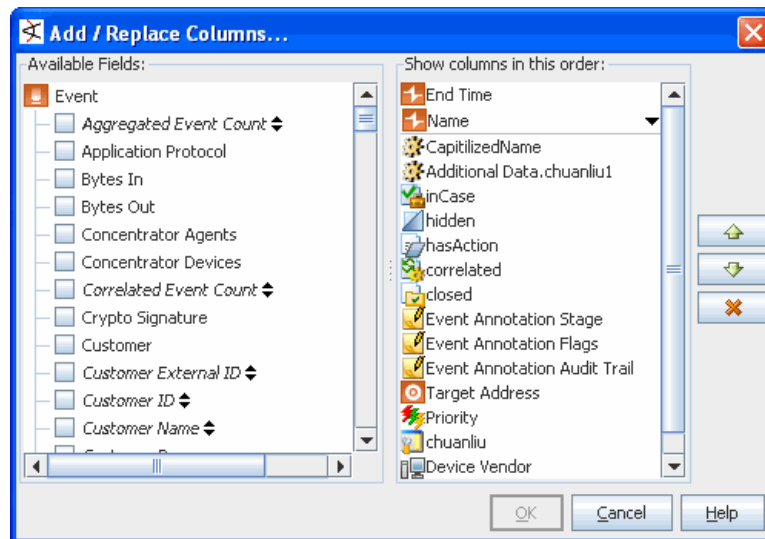 Add / Replace Columns...
Available Fields:
Event
Aggregated Event Count
Application Protocol
Bytes In
Bytes Out
Concentrator Agents
Concentrator Devices
Correlated Event Count
Crypto Signature
Customer
Customer External ID
Customer ID
Customer Name
Show columns in this order:
End Time
Name
CapitilizedName
Additional Data.chuanliu1
inCase
hidden
hasAction
correlated
closed
Event Annotation Stage
Event Annotation Flags
Event Annotation Audit Trail
Target Address
Priority
chuanliu
Device Vendor
OK
Cancel
Help